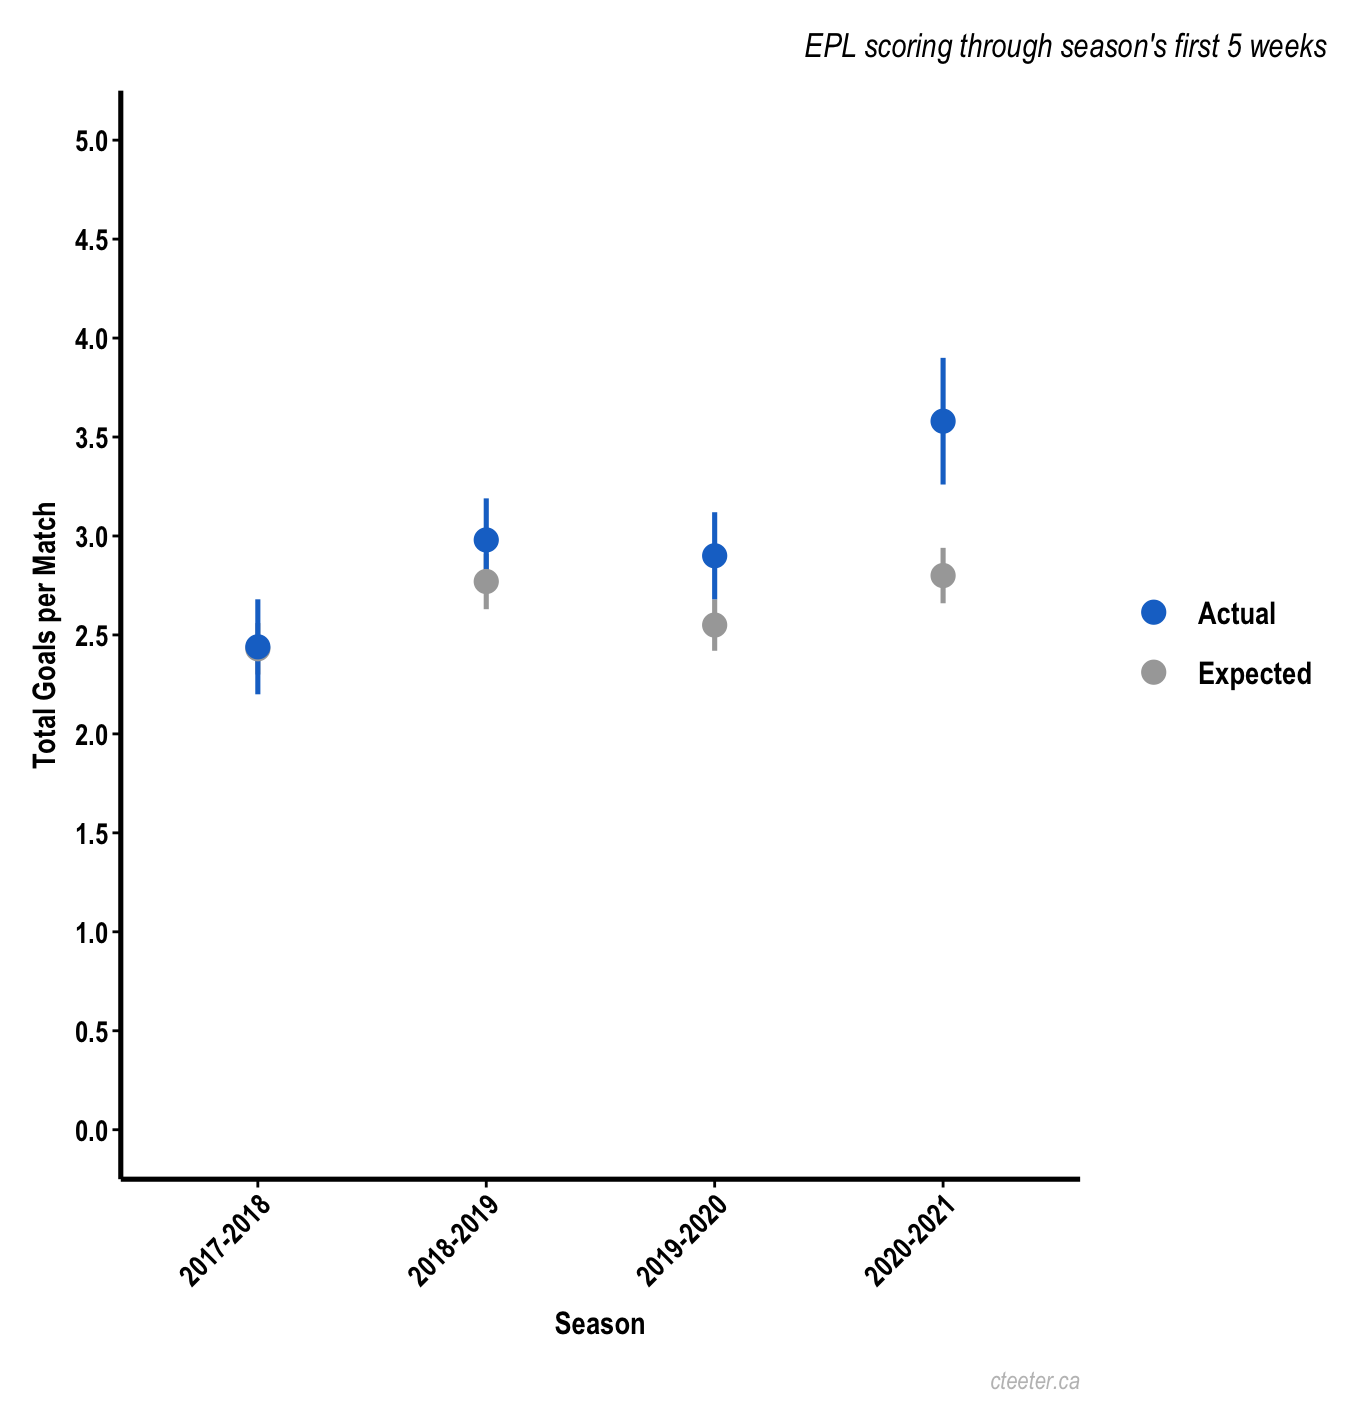 EPL scoring through season's first 5 weeks
5.0
4.5
4.0
3.5
3.0
2.5
2.0
1.5
1.0
0.5
0.0
Total Goals per Match
Actual
Expected
2017-2018
2018-2019
2019-2020
2020-2021
Season
cteeter.ca